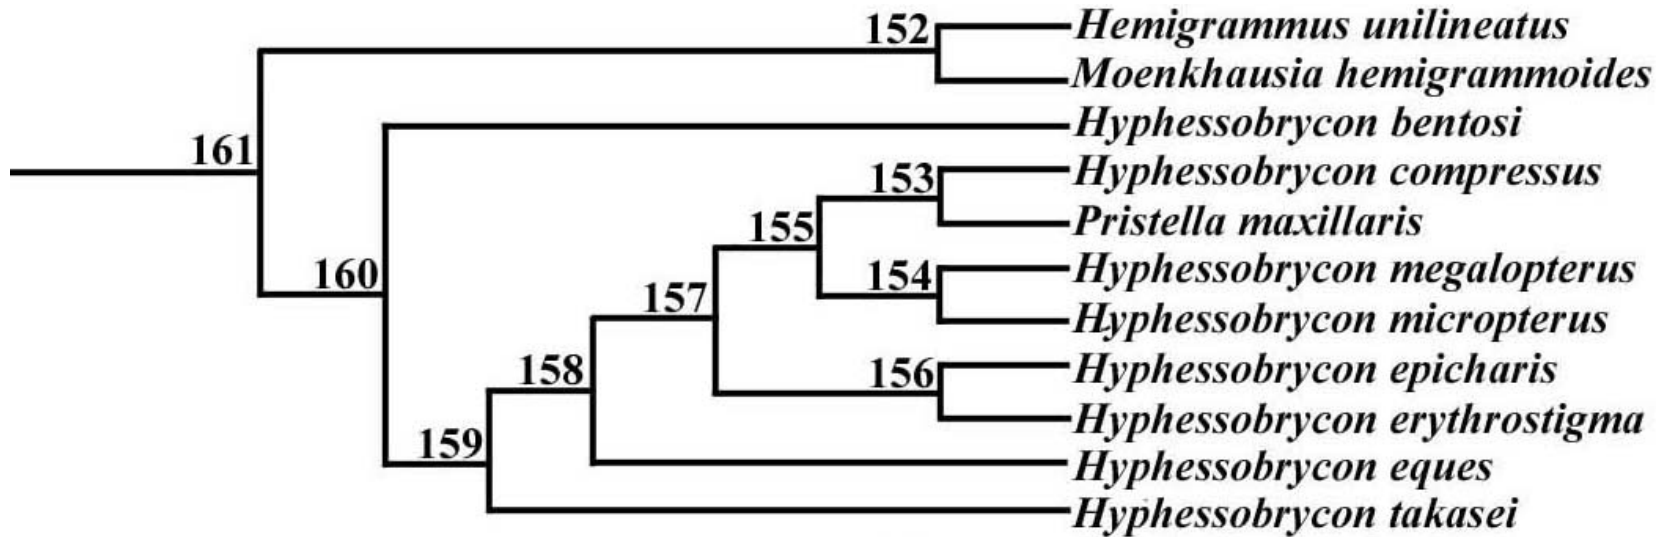 152
Hemigrammus unilineatus
Moenkhausia hemigrammoides
Hyphessobrycon bentosi
161
153
Hyphessobrycon compressus
Pristella maxillaris
155
154
Hyphessobrycon megalopterus
160
157
Hyphessobrycon micropterus
158
156
Hyphessobrycon epicharis
Hyphessobrycon erythrostigma
159
Hyphessobrycon eques
Hyphessobrycon takasei